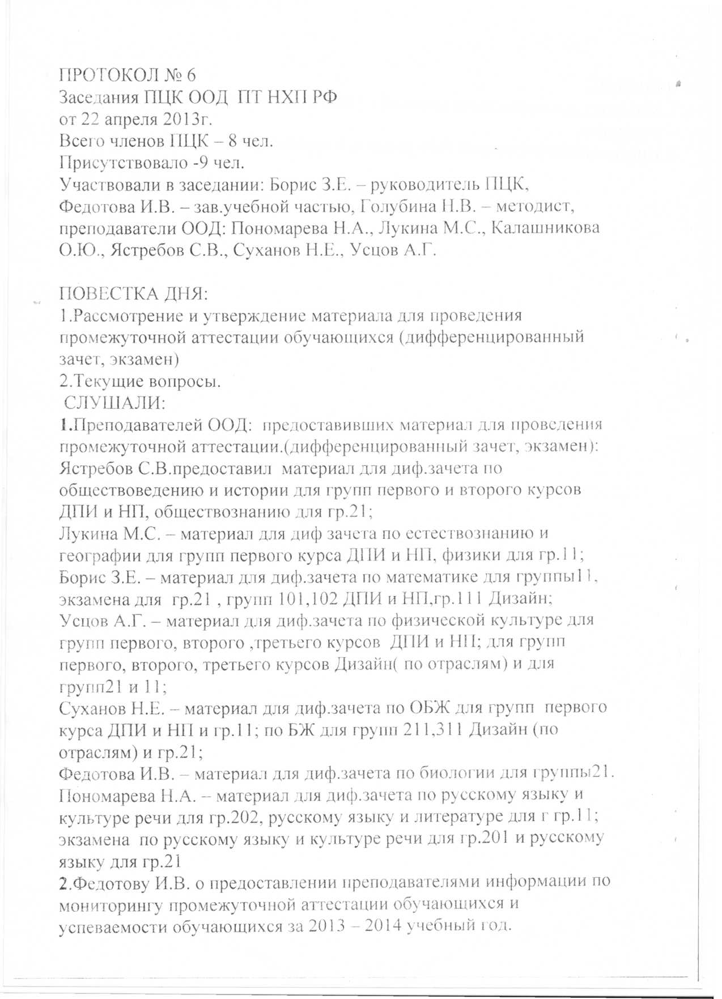 ПРОТОКОЛ № 6
Заседания ПЦК ООД ПТ НХП РФ
от 22 апреля 2013г.
Всего членов ПЦК – 8 чел.
Присутствовало -9 чел.
Участвовали в заседании: Борис З.Е. – руководитель ПЦК,
Федотова И.В. – зав.учебной частью, Голубина Н.В. – методист,
преподаватели ООД: Пономарева Н.А., Лукина М.С., Калашникова
О.Ю., Ястребов С.В., Суханов Н.Е., Усцов А.Г.
ПОВЕСТКА ДНЯ:
1.Рассмотрение и утверждение материала для проведения
промежуточной аттестации обучающихся (дифференцированный
зачет, экзамен)
2.Текущие вопросы.
СЛУШАЛИ:
1.Преподавателей ООД: предоставивших материал для проведения
промежуточной аттестации.(дифференцированный зачет, экзамен):
Ястребов С.В.предоставил материал для диф.зачета по
обществоведению и истории для групп первого и второго курсов
ДПИ и НП, обществознанию для гр.21;
Лукина М.С. – материал для диф зачета по естествознанию и
географии для групп первого курса ДПИ и НП, физики для гр.11;
Борис З.Е. – материал для диф.зачета по математике для группы11,
экзамена для гр.21 , групп 101,102 ДПИ и НП,гр.111 Дизайн;
Усцов А.Г. – материал для диф.зачета по физической культуре для
групп первого, второго ,третьего курсов ДПИ и НП; для групп
первого, второго, третьего курсов Дизайн( по отраслям) и для
групп21 и 11;
Суханов Н.Е. – материал для диф.зачета по ОБЖ для групп первого
курса ДПИ и НП и гр.11; по БЖ для групп 211,311 Дизайн (по
отраслям) и гр.21;
Федотова И.В. – материал для диф.зачета по биологии для группы21.
Пономарева Н.А. – материал для диф.зачета по русскому языку и
культуре речи для гр.202, русскому языку и литературе для г гр.11;
экзамена по русскому языку и культуре речи для гр.201 и русскому
языку для гр.21
2.Федотову И.В. о предоставлении преподавателями информации по
мониторингу промежуточной аттестации обучающихся и
успеваемости обучающихся за 2013 – 2014 учебный год.